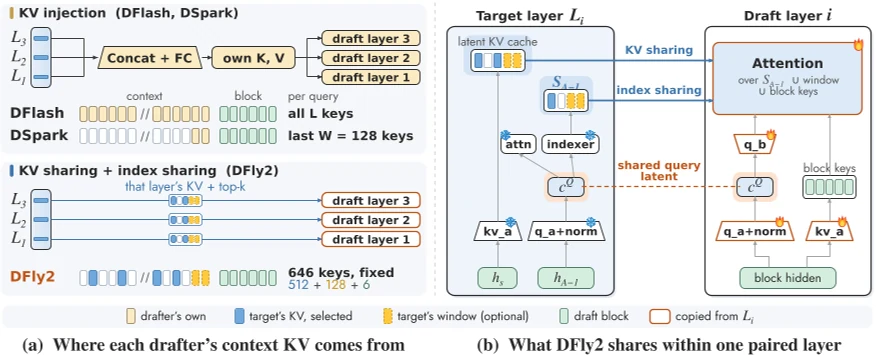 KV injection (DFlash, DSpark)
L3
L2
L1
Concat + FC
own K, V
draft layer 3
draft layer 2
draft layer 1
context
block
per query
DFlash
//
all L keys
DSpark
//
last W = 128 keys
KV sharing + index sharing (DFly2)
that layer's KV + top-k
L3
L2
L1
draft layer 3
draft layer 2
draft layer 1
DFly2
//
646 keys, fixed
512 + 128 + 6
Target layer Li
latent KV cache
SA−1
attn
indexer
cQ
kv_a
q_a+norm
hs
hA−1
KV sharing
index sharing
shared query
latent
Draft layer i
Attention
over SA−1 ∪ window
∪ block keys
q_b
block keys
cQ
q_a+norm
kv_a
block hidden
drafter's own
target's KV, selected
target's window (optional)
draft block
copied from Li
(a) Where each drafter's context KV comes from
(b) What DFly2 shares within one paired layer